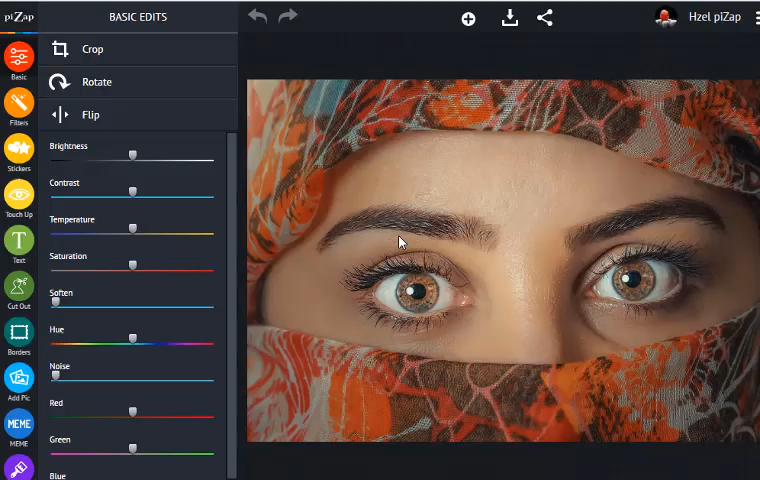 piZap
BASIC EDITS
Hzel piZap
Basic
Filters
Stickers
Touch Up
Text
Cut Out
Borders
Add Pic
MEME
MEME
Crop
Rotate
Flip
Brightness
Contrast
Temperature
Saturation
Soften
Hue
Noise
Red
Green
Blue